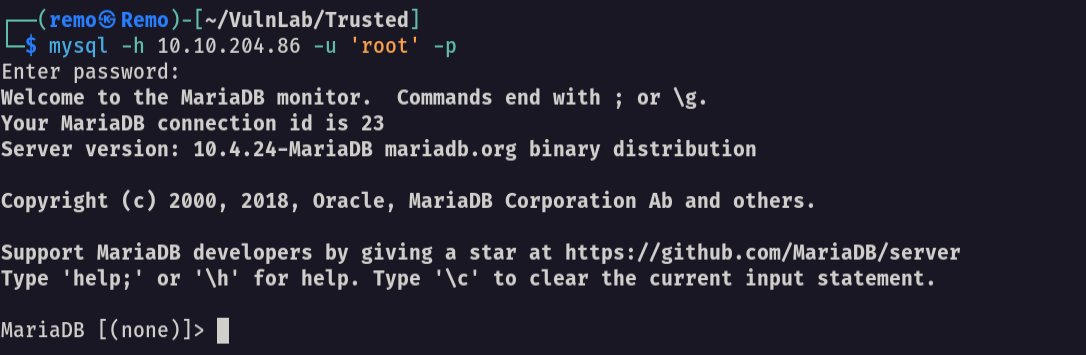 ┌──(remo㉿Remo)-[~/VulnLab/Trusted]
└─$ mysql -h 10.10.204.86 -u 'root' -p
Enter password:
Welcome to the MariaDB monitor.  Commands end with ; or \g.
Your MariaDB connection id is 23
Server version: 10.4.24-MariaDB mariadb.org binary distribution
Copyright (c) 2000, 2018, Oracle, MariaDB Corporation Ab and others.
Support MariaDB developers by giving a star at https://github.com/MariaDB/server
Type 'help;' or '\h' for help. Type '\c' to clear the current input statement.
MariaDB [(none)]>